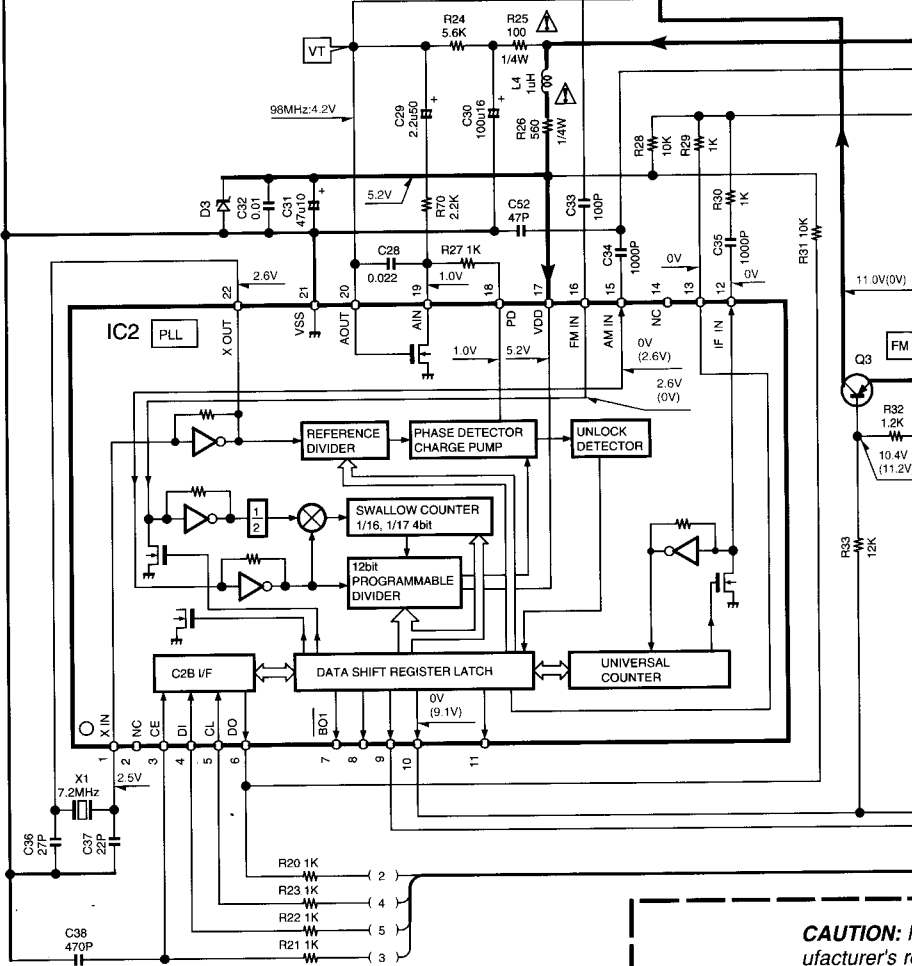 R24
5.6K
R25
100
1/4W
VT
L4
1uH
98MHz:4.2V
C29
2.2u50
C30
100u16
R26
560
1/4W
R28
10K
R29
1K
D3
C32
0.01
C31
47u10
5.2V
R70
2.2K
C52
47P
C33
100P
R30
1K
C34
1000P
C35
1000P
R31 10K
C28
0.022
R27 1K
2.6V
1.0V
0V
0V
11.0V(0V)
22
21
20
19
18
17
16
15
14
13
12
IC2
PLL
X OUT
VSS
AOUT
AIN
PD
VDD
FM IN
AM IN
NC
IF IN
1.0V
5.2V
0V
(2.6V)
2.6V
(0V)
FM
Q3
R32
1.2K
10.4V
(11.2V
REFERENCE
DIVIDER
PHASE DETECTOR
CHARGE PUMP
UNLOCK
DETECTOR
1
2
SWALLOW COUNTER
1/16, 1/17 4bit
12bit
PROGRAMMABLE
DIVIDER
R33
12K
C2B I/F
DATA SHIFT REGISTER LATCH
UNIVERSAL
COUNTER
0V
(9.1V)
X IN
NC
CE
DI
CL
DO
BO1
1
2
3
4
5
6
7
8
9
10
11
X1
7.2MHz
2.5V
C36
27P
C37
22P
R20 1K
( 2 )
R23 1K
( 4 )
R22 1K
( 5 )
R21 1K
( 3 )
C38
470P
CAUTION:
ufacturer's